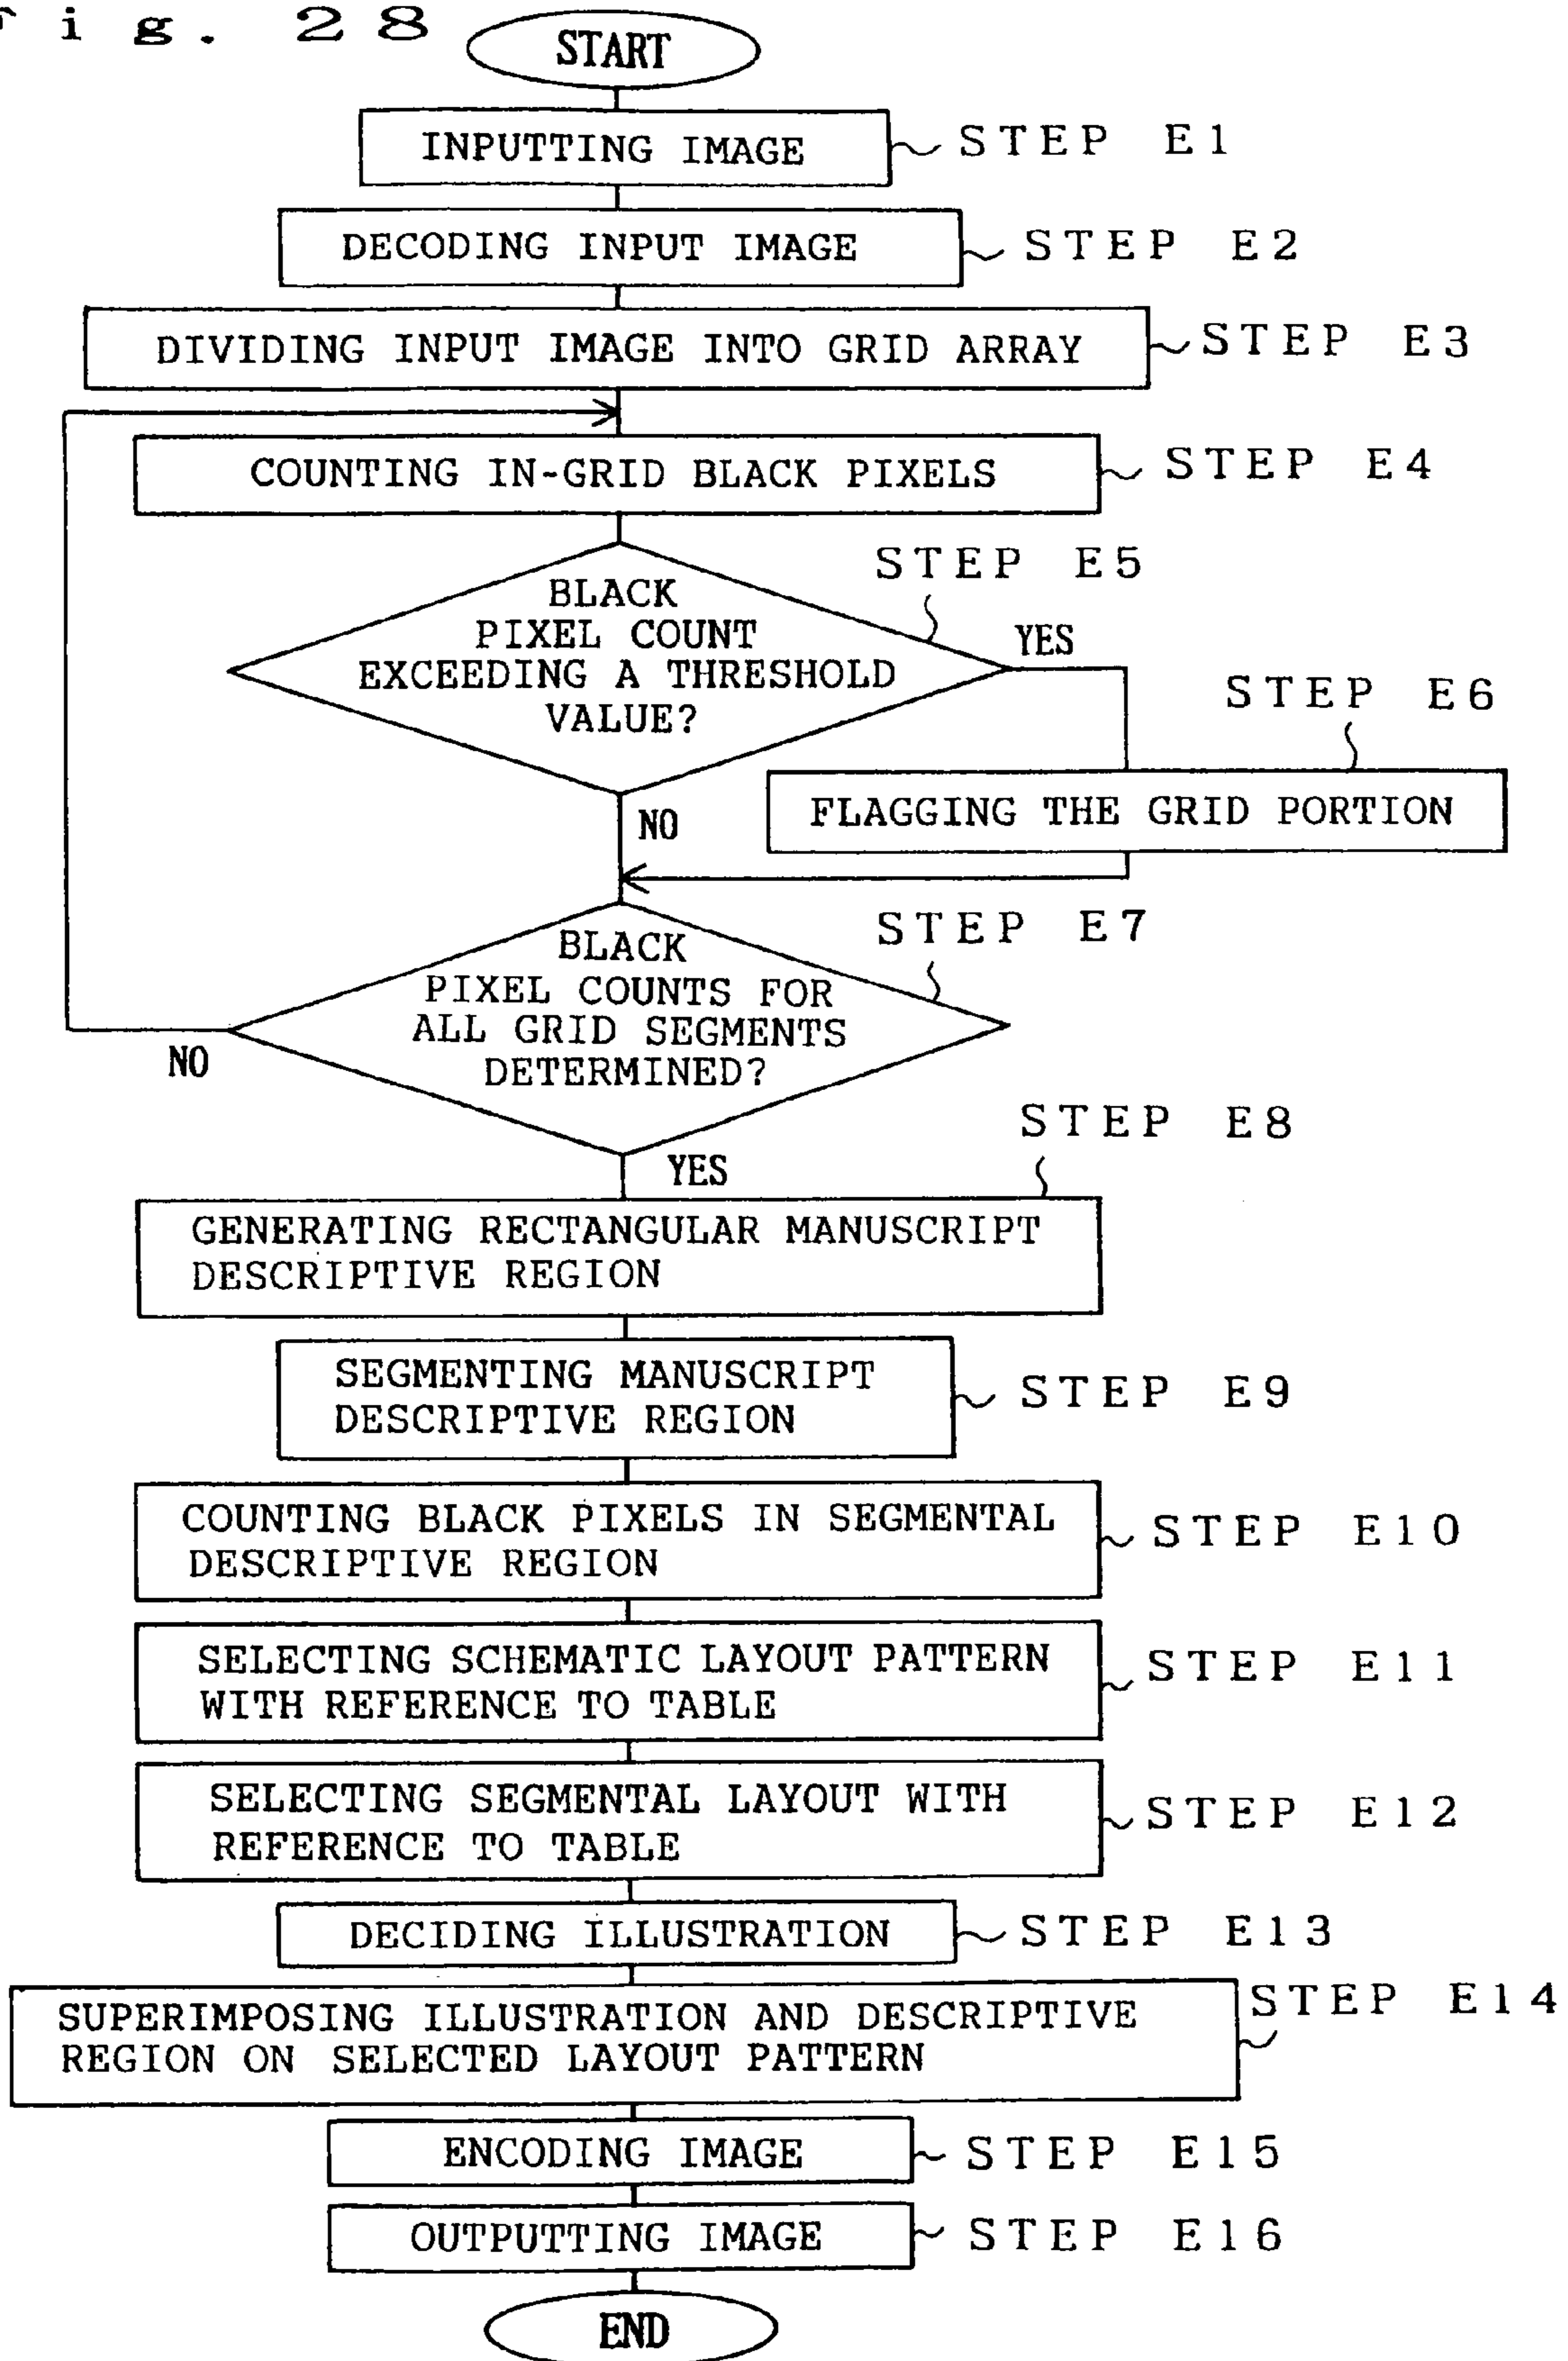 Fig. 28
START
INPUTTING IMAGE
STEP E1
DECODING INPUT IMAGE
STEP E2
DIVIDING INPUT IMAGE INTO GRID ARRAY
STEP E3
COUNTING IN-GRID BLACK PIXELS
STEP E4
STEP E5
BLACK
PIXEL COUNT
EXCEEDING A THRESHOLD
VALUE?
YES
STEP E6
FLAGGING THE GRID PORTION
NO
STEP E7
BLACK
PIXEL COUNTS FOR
ALL GRID SEGMENTS
DETERMINED?
NO
YES
STEP E8
GENERATING RECTANGULAR MANUSCRIPT
DESCRIPTIVE REGION
SEGMENTING MANUSCRIPT
DESCRIPTIVE REGION
STEP E9
COUNTING BLACK PIXELS IN SEGMENTAL
DESCRIPTIVE REGION
STEP E10
SELECTING SCHEMATIC LAYOUT PATTERN
WITH REFERENCE TO TABLE
STEP E11
SELECTING SEGMENTAL LAYOUT WITH
REFERENCE TO TABLE
STEP E12
DECIDING ILLUSTRATION
STEP E13
SUPERIMPOSING ILLUSTRATION AND DESCRIPTIVE
REGION ON SELECTED LAYOUT PATTERN
STEP E14
ENCODING IMAGE
STEP E15
OUTPUTTING IMAGE
STEP E16
END